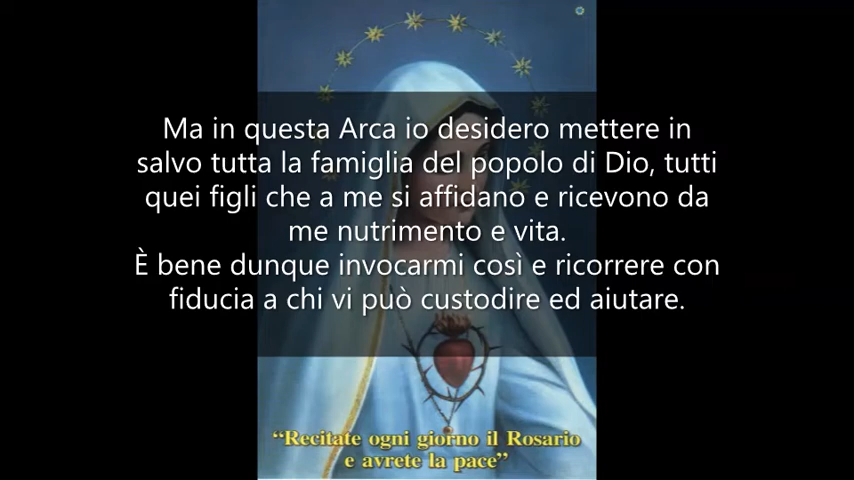 Ma in questa Arca io desidero mettere in
salvo tutta la famiglia del popolo di Dio, tutti
quei figli che a me si affidano e ricevono da
me nutrimento e vita.
È bene dunque invocarmi così e ricorrere con
fiducia a chi vi può custodire ed aiutare.
“Recitate ogni giorno il Rosario
e avrete la pace”